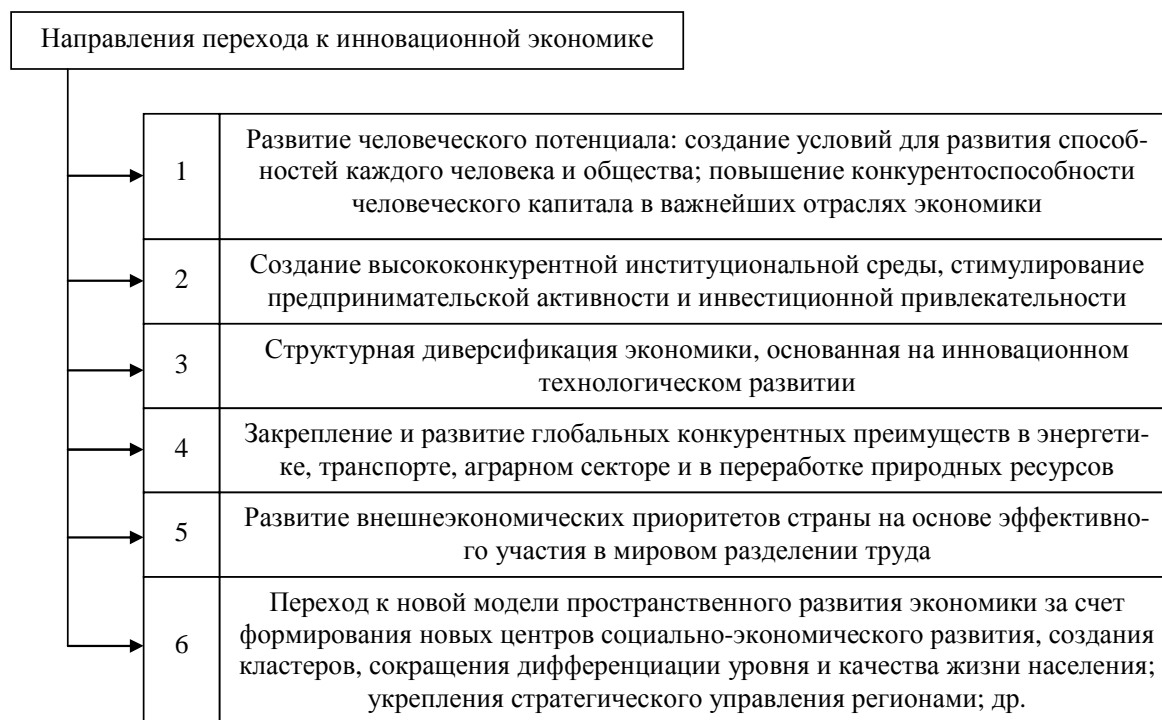 Направления перехода к инновационной экономике
1
Развитие человеческого потенциала: создание условий для развития способ-
ностей каждого человека и общества; повышение конкурентоспособности
человеческого капитала в важнейших отраслях экономики
2
Создание высококонкурентной институциональной среды, стимулирование
предпринимательской активности и инвестиционной привлекательности
3
Структурная диверсификация экономики, основанная на инновационном
технологическом развитии
4
Закрепление и развитие глобальных конкурентных преимуществ в энергети-
ке, транспорте, аграрном секторе и в переработке природных ресурсов
5
Развитие внешнеэкономических приоритетов страны на основе эффективно-
го участия в мировом разделении труда
6
Переход к новой модели пространственного развития экономики за счет
формирования новых центров социально-экономического развития, создания
кластеров, сокращения дифференциации уровня и качества жизни населения;
укрепления стратегического управления регионами; др.